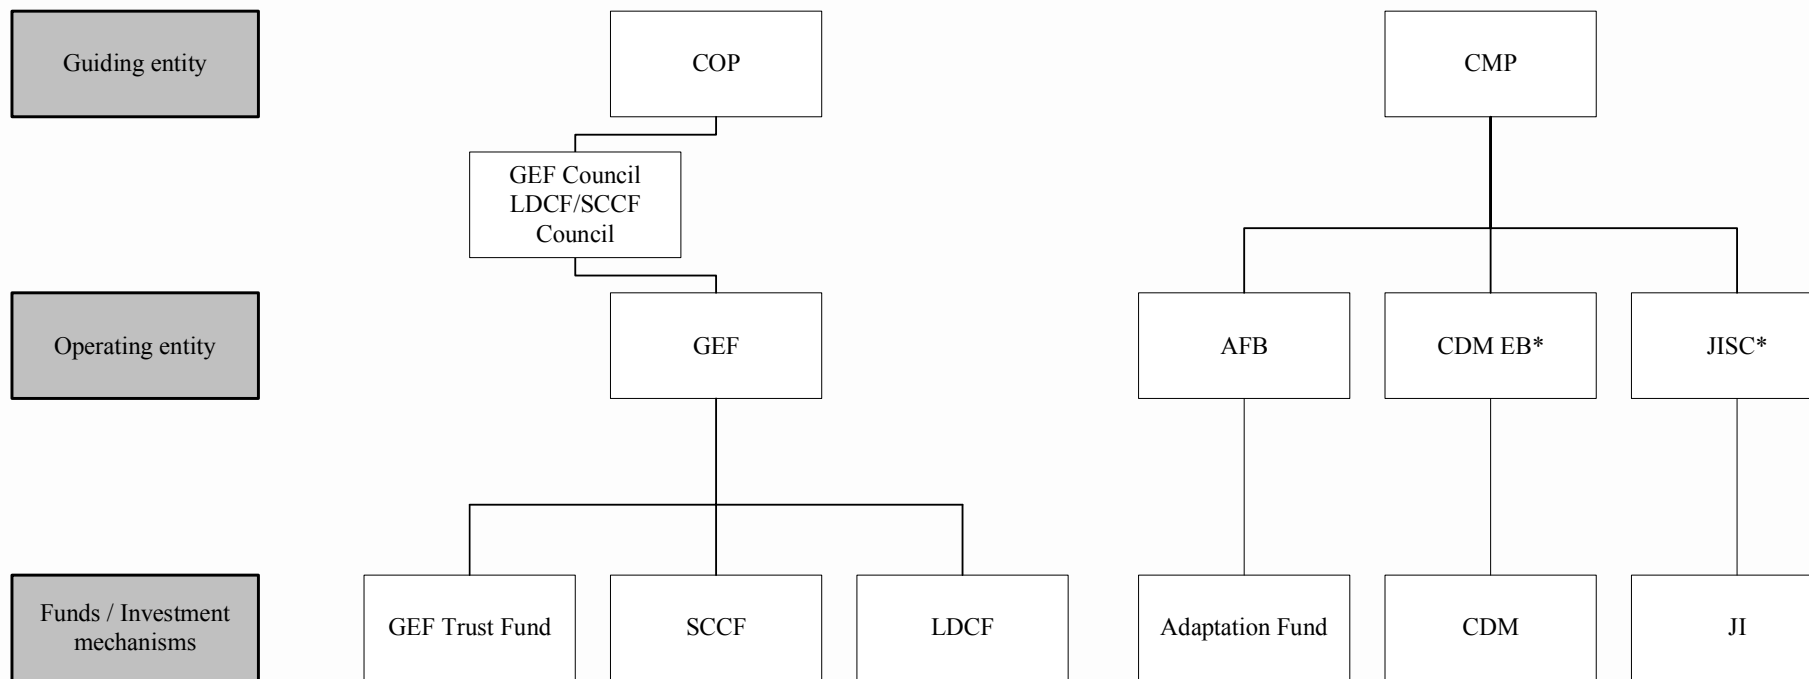 Guiding entity
COP
CMP
GEF Council
LDCF/SCCF
Council
Operating entity
GEF
AFB
CDM EB*
JISC*
Funds / Investment
mechanisms
GEF Trust Fund
SCCF
LDCF
Adaptation Fund
CDM
JI